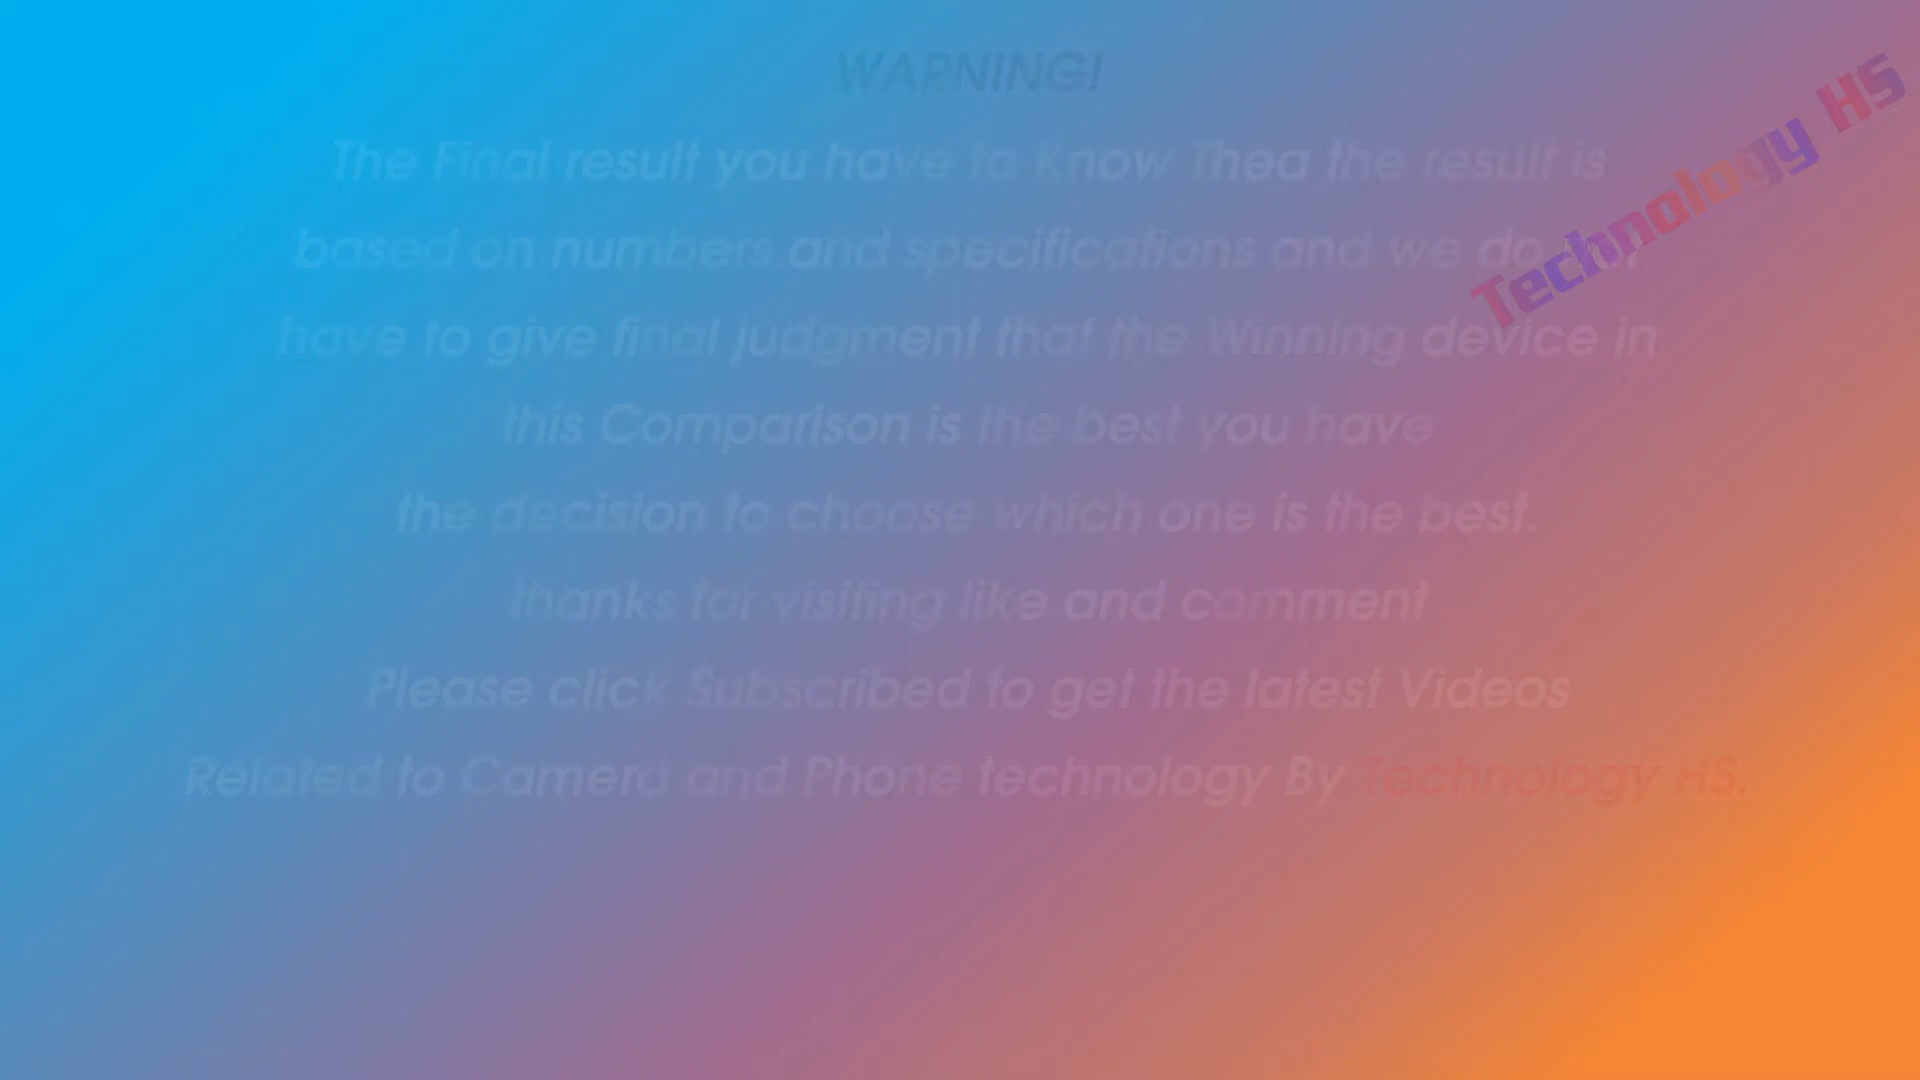 WARNING!
The Final result you have to Know Thea the result is
based on numbers and specifications and we do
have to give final judgment that the Winning device in
this Comparison is the best you have
the decision to choose which one is the best.
thanks for visiting like and comment
Please click Subscribed to get the latest Videos
Related to Camera and Phone technology By Technology HS.
Technology HS